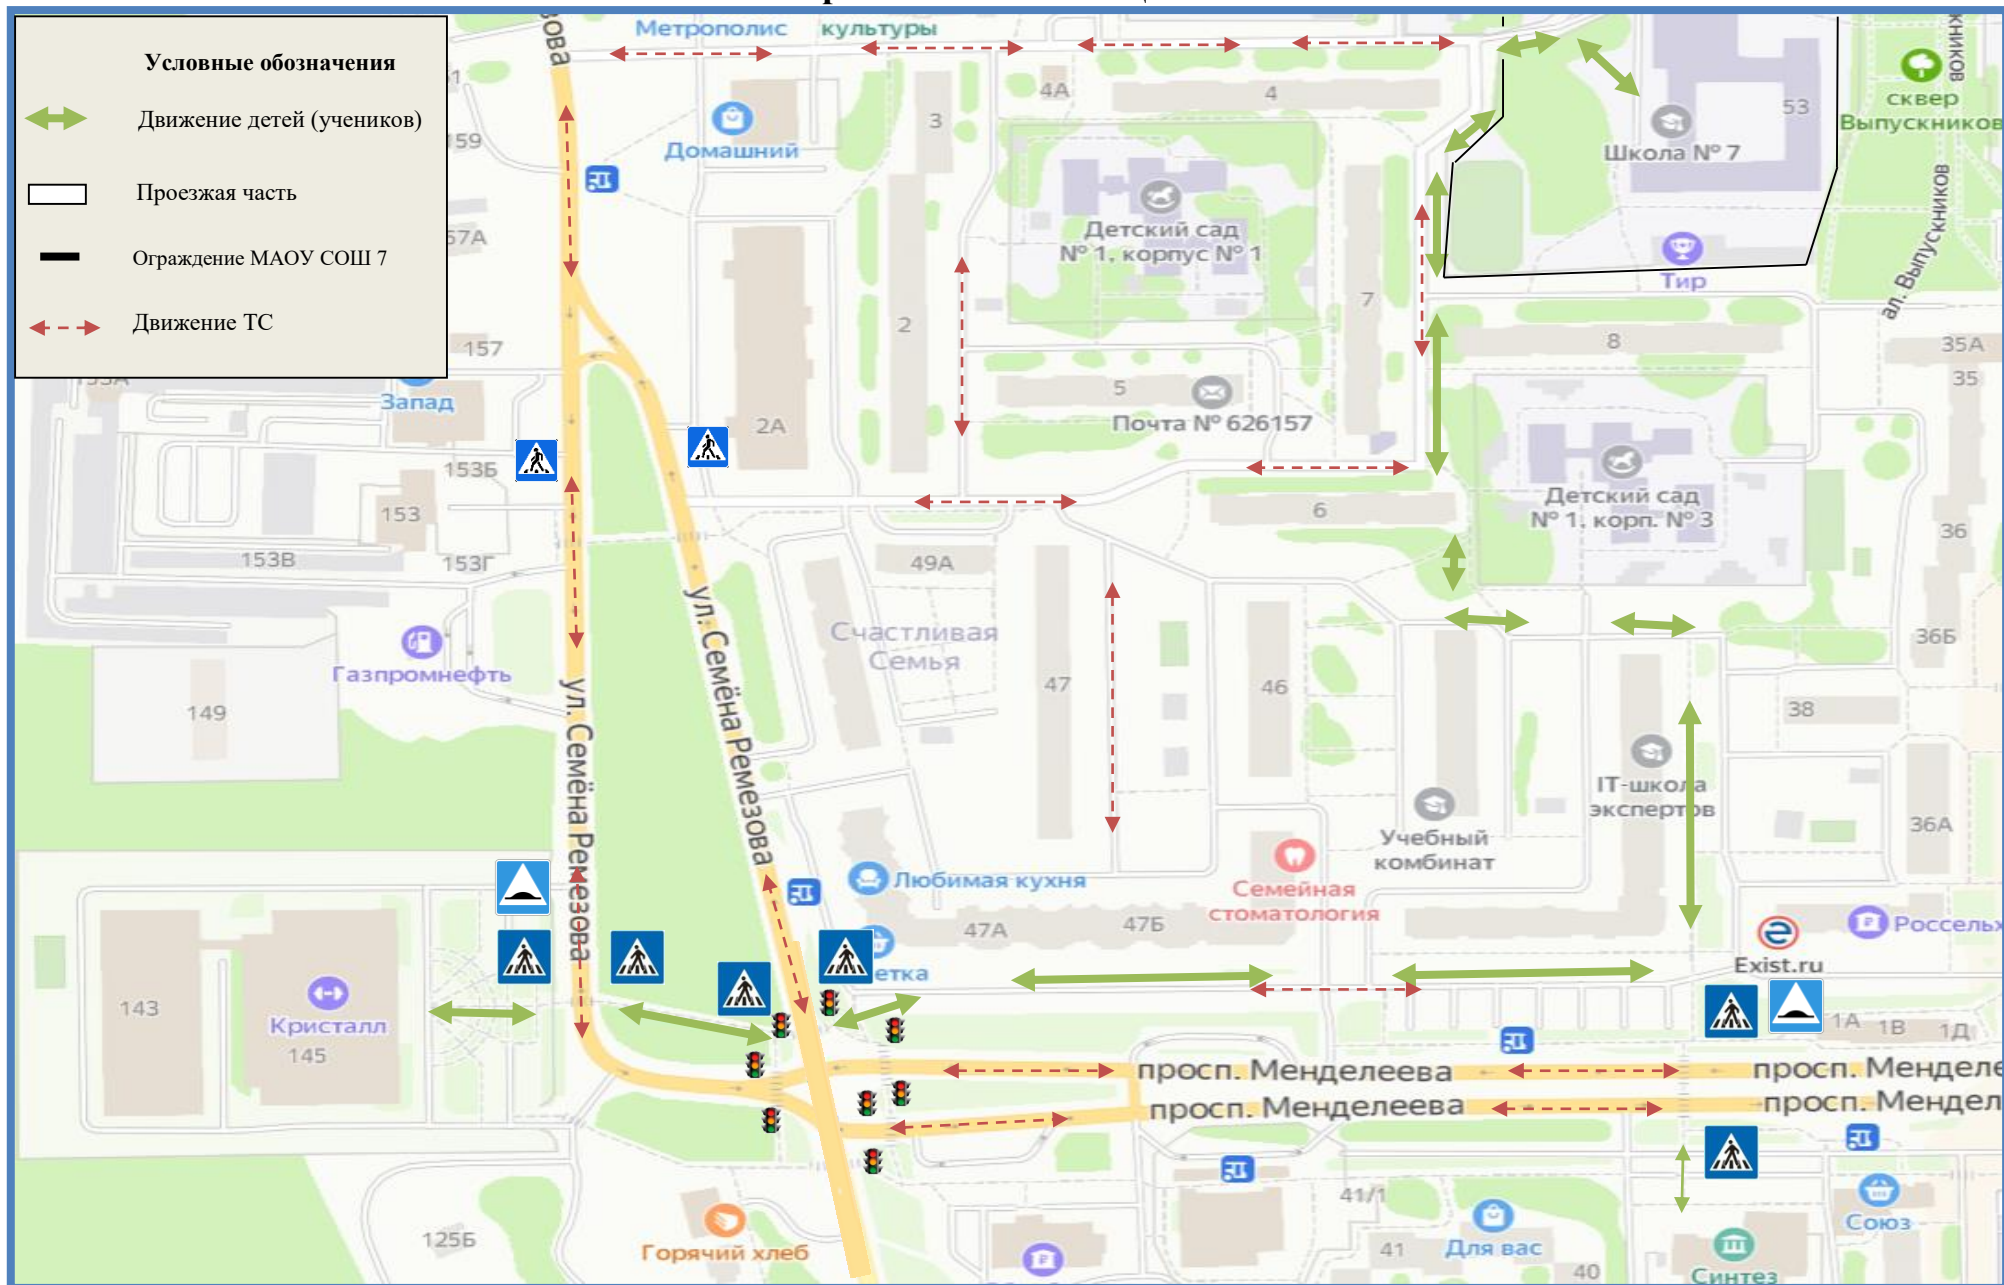 Условные обозначения
Движение детей (учеников)
Проезжая часть
Ограждение МАОУ СОШ 7
Движение ТС
Метрополис
культуры
Домашний
3
4А
4
Школа № 7
53
сквер
Выпускников
ал. Выпускников
Детский сад
№ 1, корпус № 1
Тир
2
7
8
35А
35
157
Запад
5
Почта № 626157
2А
153Б
153
153В
153Г
6
Детский сад
№ 1, корп. № 3
36
49А
Счастливая
Семья
ул. Семёна Ремезова
ул. Семёна Ремезова
Газпромнефть
149
47
46
36Б
38
IT-школа
экспертов
Учебный
комбинат
36А
Любимая кухня
Семейная
стоматология
47А
47Б
Exist.ru
143
Кристалл
145
1А
1В
1Д
просп. Менделеева
просп. Менделеева
125Б
Горячий хлеб
41/1
41
Для вас
40
Союз
Синтез